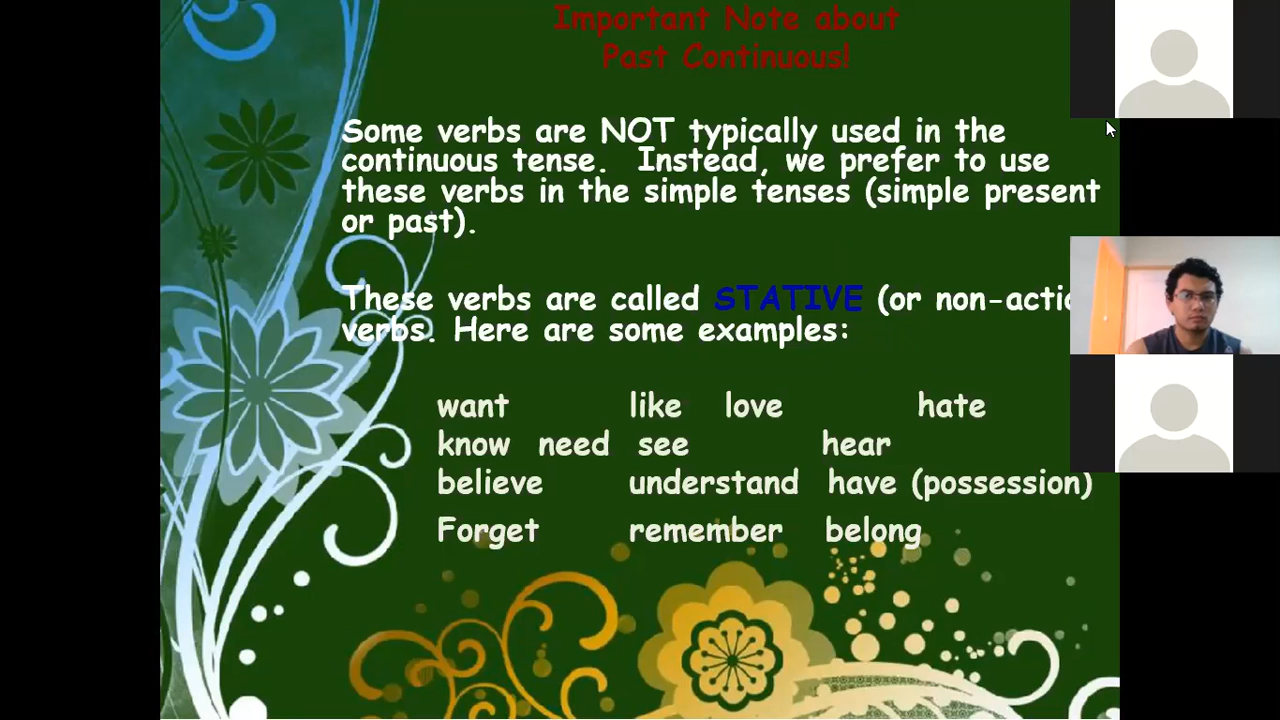 Important Note about
Past Continuous!
Some verbs are NOT typically used in the
continuous tense. Instead, we prefer to use
these verbs in the simple tenses (simple present
or past).
These verbs are called STATIVE (or
verbs. Here are some examples:
want like love hate
know need see hear
believe understand have (possession)
Forget remember belong